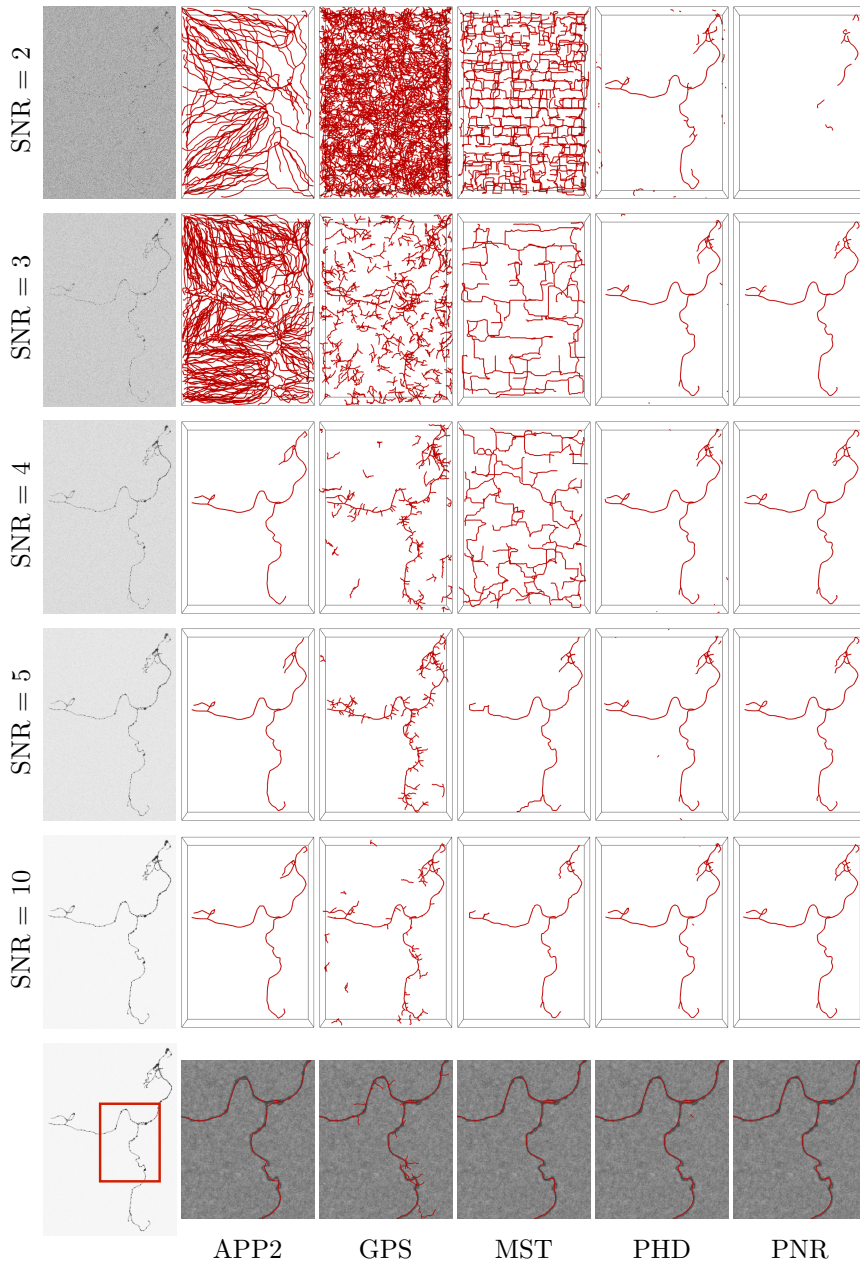 SNR = 2
SNR = 3
SNR = 4
SNR = 5
SNR = 10
APP2 GPS MST PHD PNR